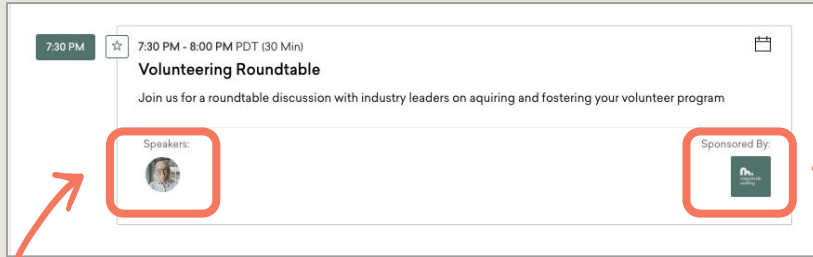 7:30 PM
7:30 PM - 8:00 PM PDT (30 Min)
Volunteering Roundtable
Join us for a roundtable discussion with industry leaders on aquiring and fostering your volunteer program
Speakers:
Sponsored By: